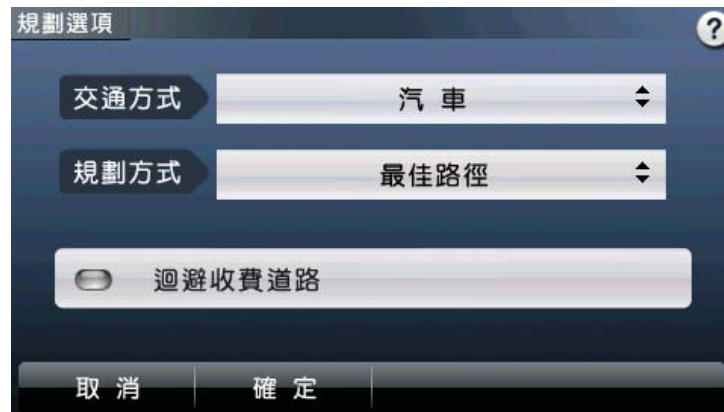 規劃選項
?
交通方式 汽 車
規劃方式 最佳路徑
迴避收費道路
取 消 確 定